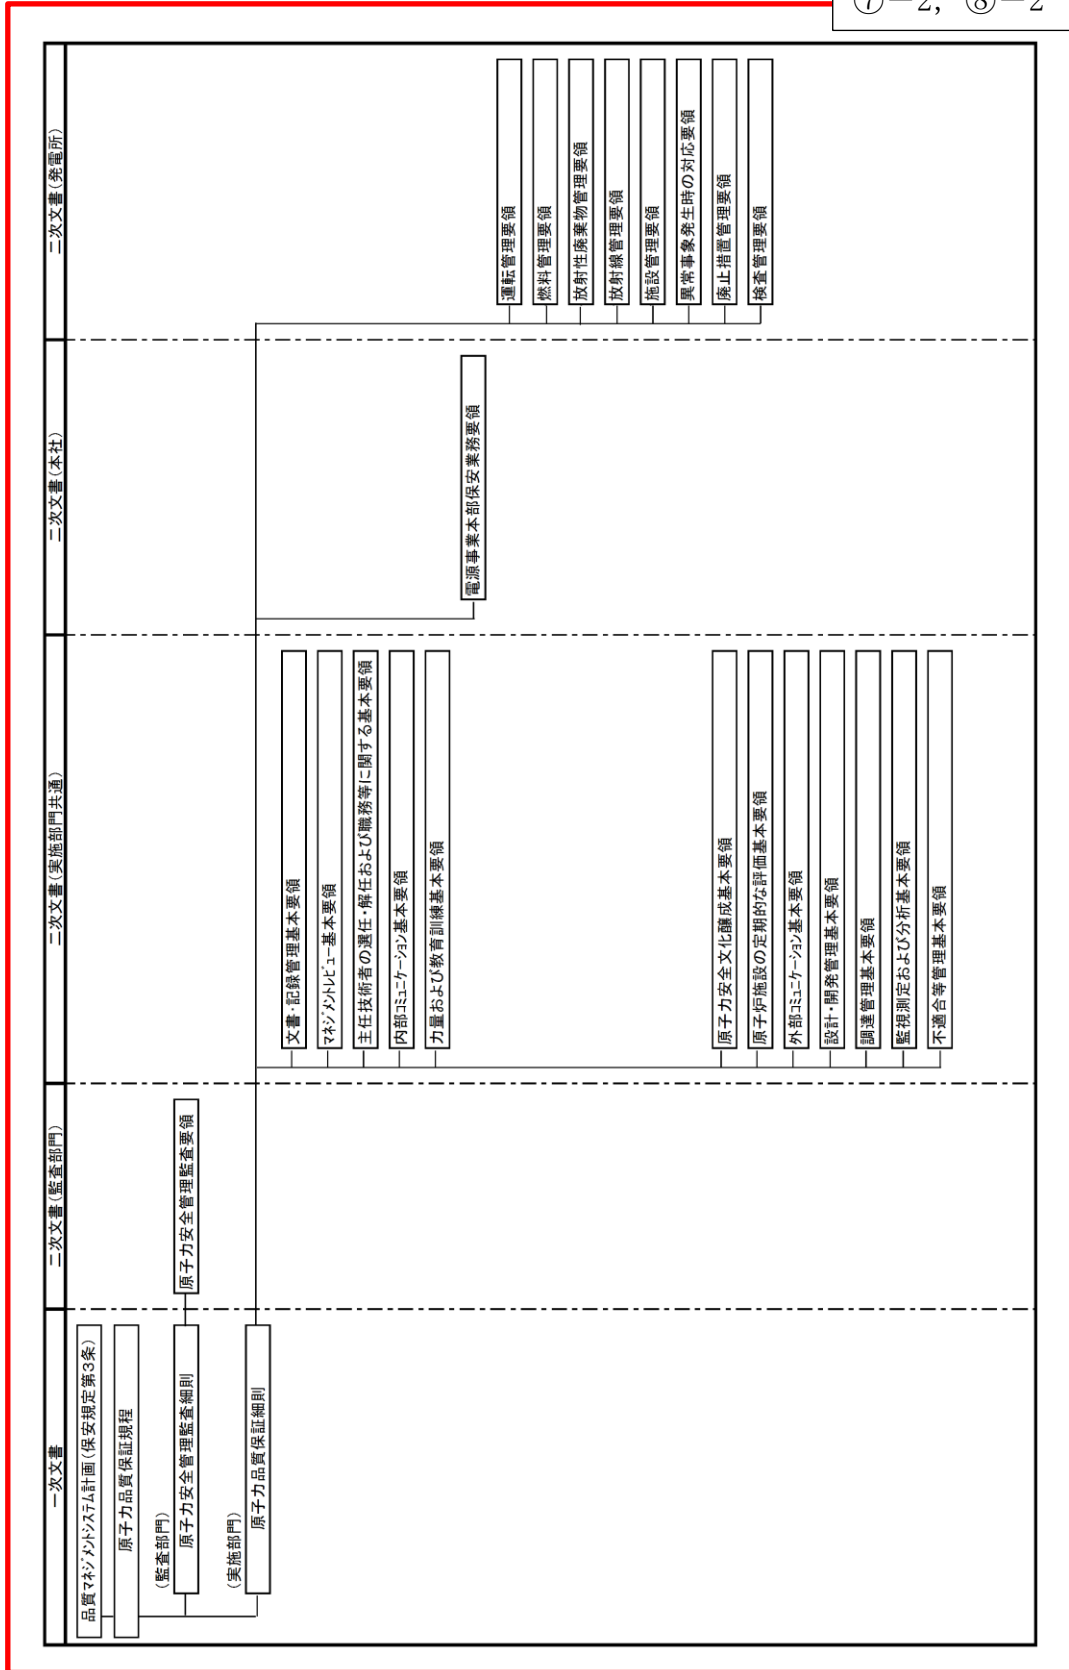 ⑦－2，⑧－2
一次文書
二次文書(監査部門)
二次文書(実施部門共通)
二次文書(本社)
二次文書(発電所)
品質マネジメントシステム計画(保安規定第3条)
原子力品質保証規程
(監査部門)
原子力安全管理監査細則
原子力安全管理監査要領
(実施部門)
原子力品質保証細則
文書・記録管理基本要領
マネジメントレビュー基本要領
主任技術者の選任・解任および職務等に関する基本要領
内部コミュニケーション基本要領
力量および教育訓練基本要領
原子力安全文化醸成基本要領
原子炉施設の定期的な評価基本要領
外部コミュニケーション基本要領
設計・開発管理基本要領
調達管理基本要領
監視測定および分析基本要領
不適合等管理基本要領
電源事業本部保安業務要領
運転管理要領
燃料管理要領
放射性廃棄物管理要領
放射線管理要領
施設管理要領
異常事象発生時の対応要領
廃止措置管理要領
検査管理要領